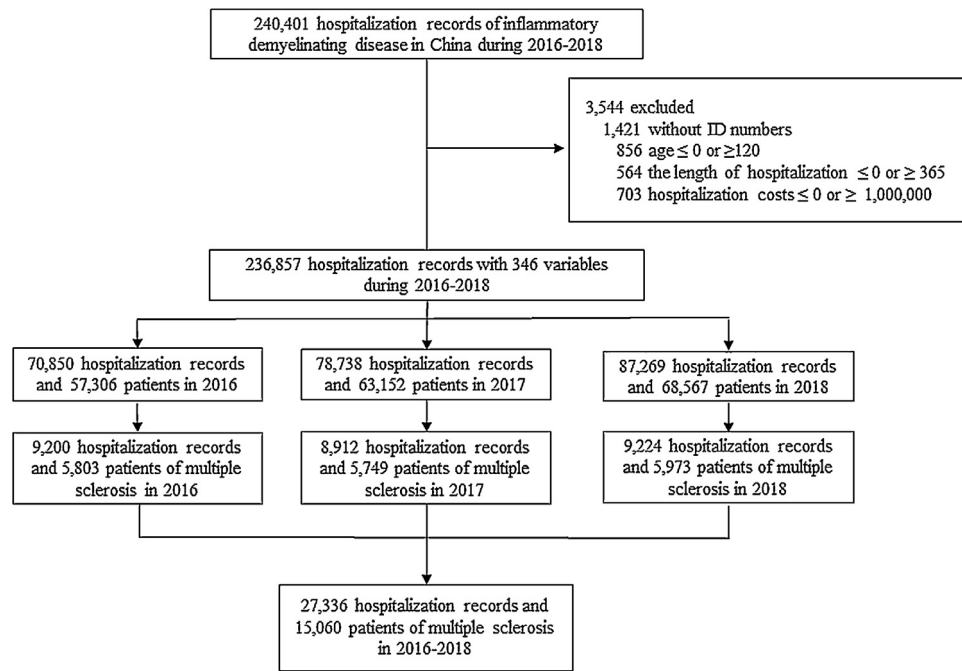 240,401 hospitalization records of inflammatory
demyelinating disease in China during 2016-2018
3,544 excluded
1,421 without ID numbers
856 age ≤ 0 or ≥120
564 the length of hospitalization ≤ 0 or ≥ 365
703 hospitalization costs ≤ 0 or ≥ 1,000,000
236,857 hospitalization records with 346 variables
during 2016-2018
70,850 hospitalization records
and 57,306 patients in 2016
78,738 hospitalization records
and 63,152 patients in 2017
87,269 hospitalization records
and 68,567 patients in 2018
9,200 hospitalization records
and 5,803 patients of multiple
sclerosis in 2016
8,912 hospitalization records
and 5,749 patients of multiple
sclerosis in 2017
9,224 hospitalization records
and 5,973 patients of multiple
sclerosis in 2018
27,336 hospitalization records and
15,060 patients of multiple sclerosis
in 2016-2018